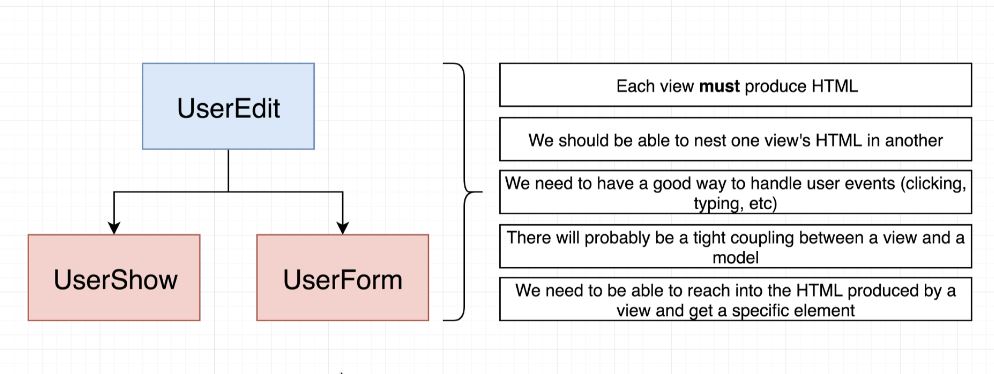 UserEdit
UserShow
UserForm
Each view must produce HTML
We should be able to nest one view's HTML in another
We need to have a good way to handle user events (clicking,
typing, etc)
There will probably be a tight coupling between a view and a
model
We need to be able to reach into the HTML produced by a
view and get a specific element